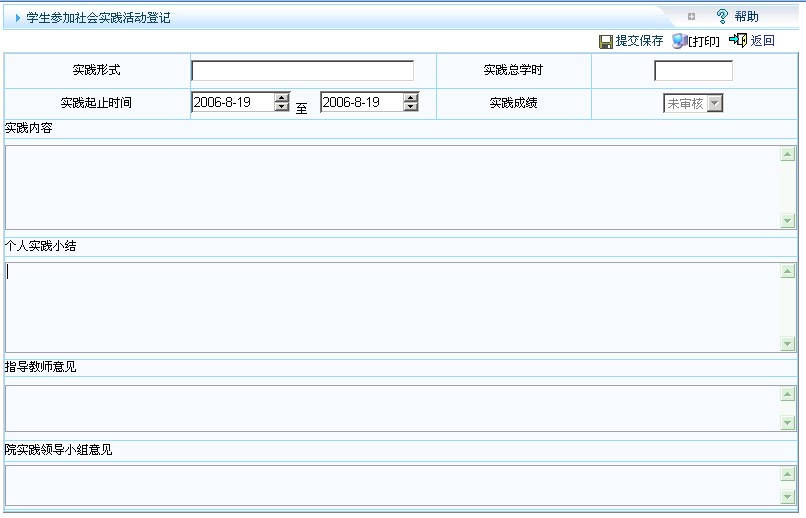 学生参加社会实践活动登记 帮助
提交保存 [打印] 返回
实践形式 实践总学时
实践起止时间 2006-8-19 至 2006-8-19 实践成绩 未审核
实践内容
个人实践小结
指导教师意见
院实践领导小组意见